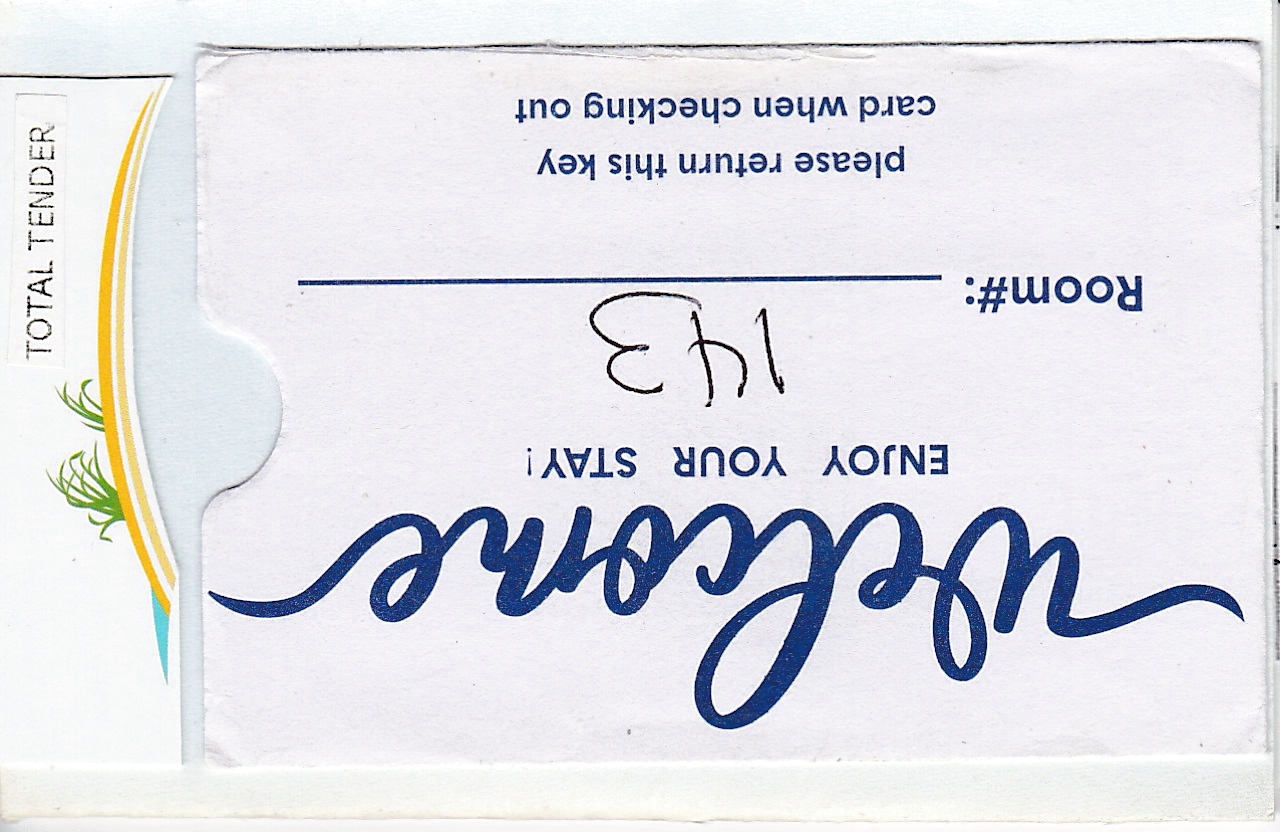 Welcome
ENJOY YOUR STAY!
Room#: 143
please return this key
card when checking out
TOTAL TENDER